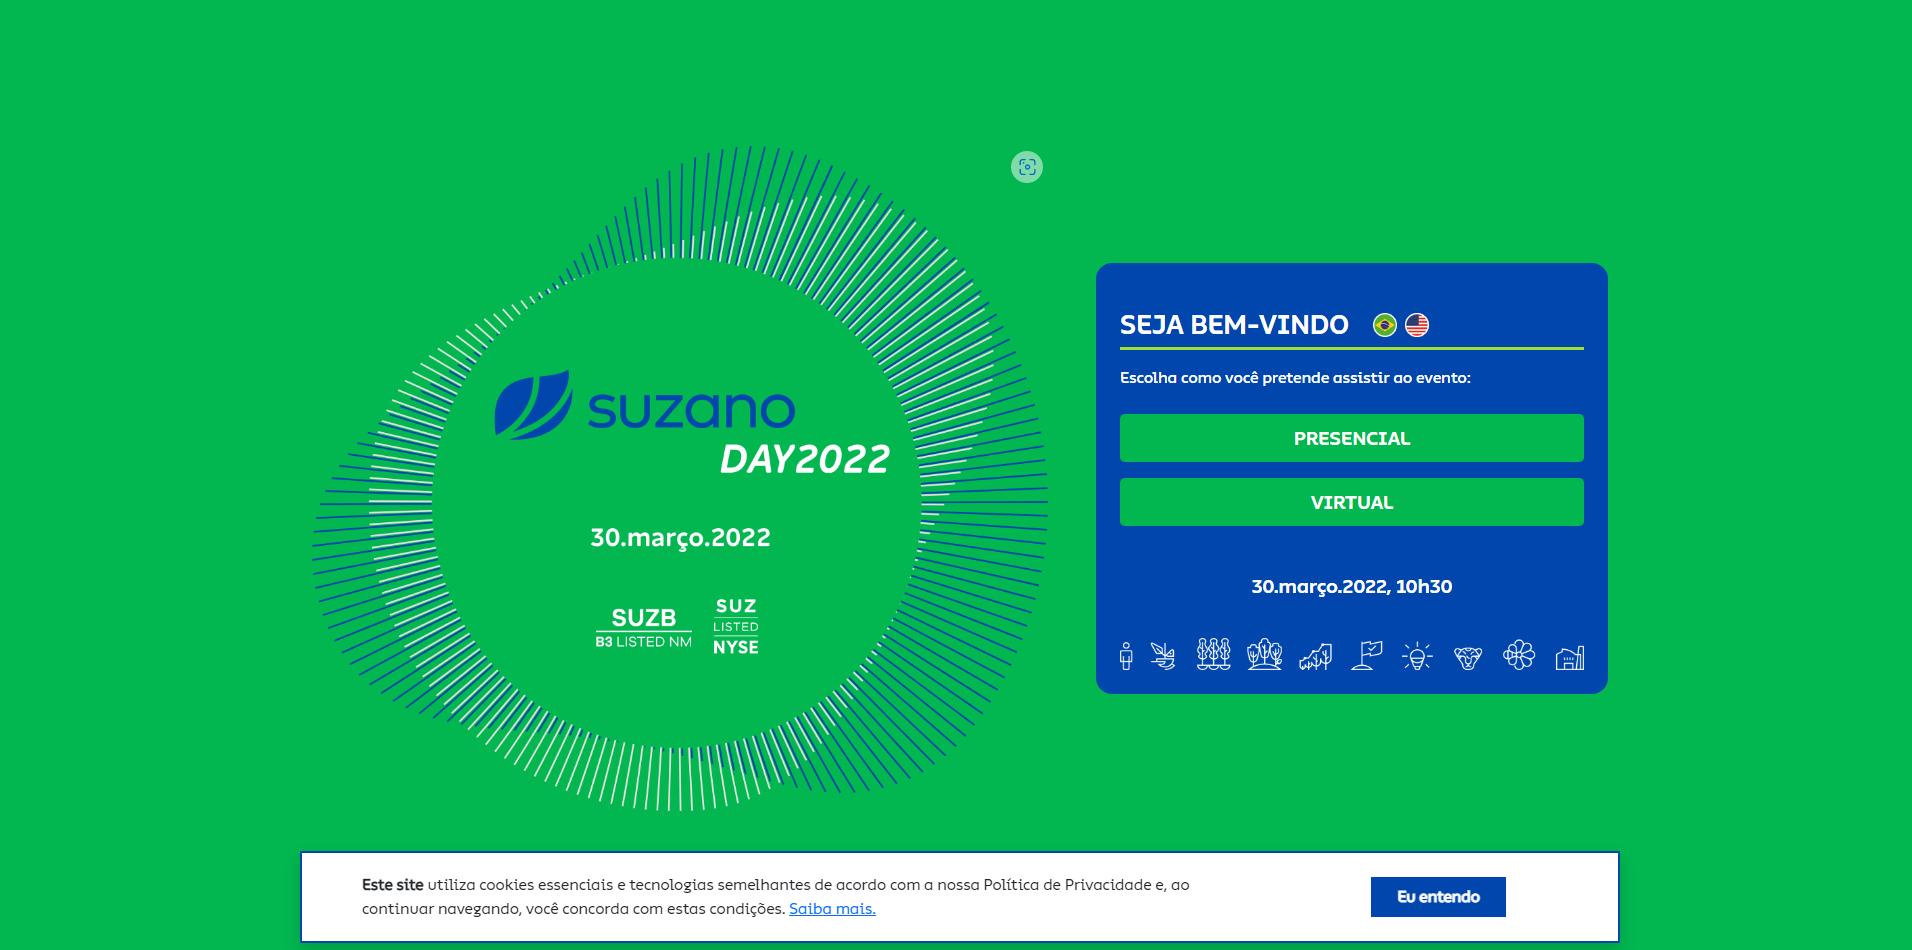 suzano
DAY2022
30.março.2022
SUZB
B3 LISTED NM
SUZ
LISTED
NYSE
SEJA BEM-VINDO
Escolha como você pretende assistir ao evento:
PRESENCIAL
VIRTUAL
30.março.2022, 10h30
Este site utiliza cookies essenciais e tecnologias semelhantes de acordo com a nossa Política de Privacidade e, ao
continuar navegando, você concorda com estas condições. Saiba mais.
Eu entendo